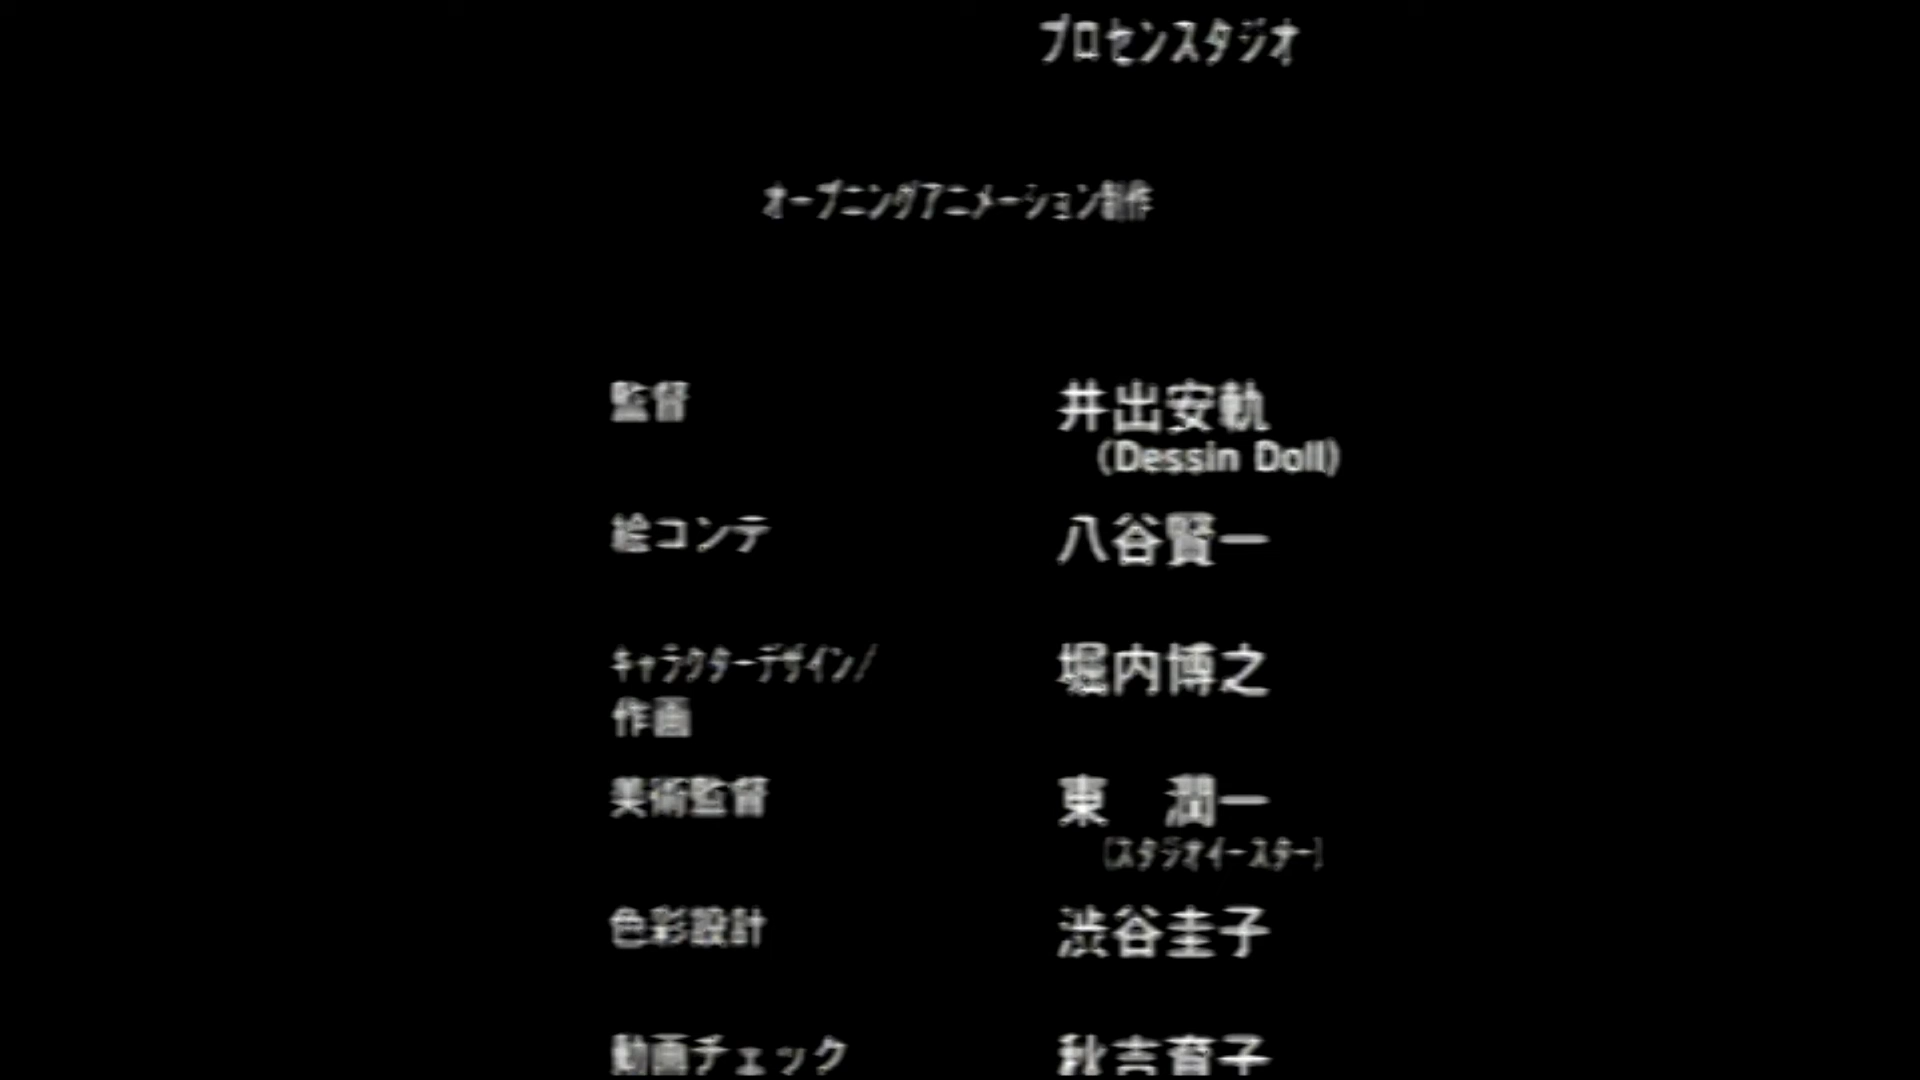 プロセンスタジオ
オープニングアニメーション制作
監督 井出安軌
(Dessin Doll)
絵コンテ 八谷賢一
キャラクターデザイン/ 堀内博之
作画
美術監督 東 潤一
(スタジオイースター)
色彩設計 渋谷圭子
動画チェック 秋吉育子